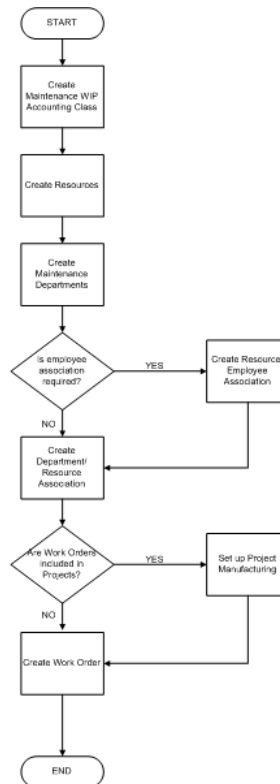 START
Create
Maintenance WIP
Accounting Class
Create Resources
Create
Maintenance
Departments
Is employee
association
required?
YES
Create Resource
Employee
Association
NO
Create
Department/
Resource
Association
Are Work Orders
included in
Projects?
YES
Set up Project
Manufacturing
NO
Create Work Order
END